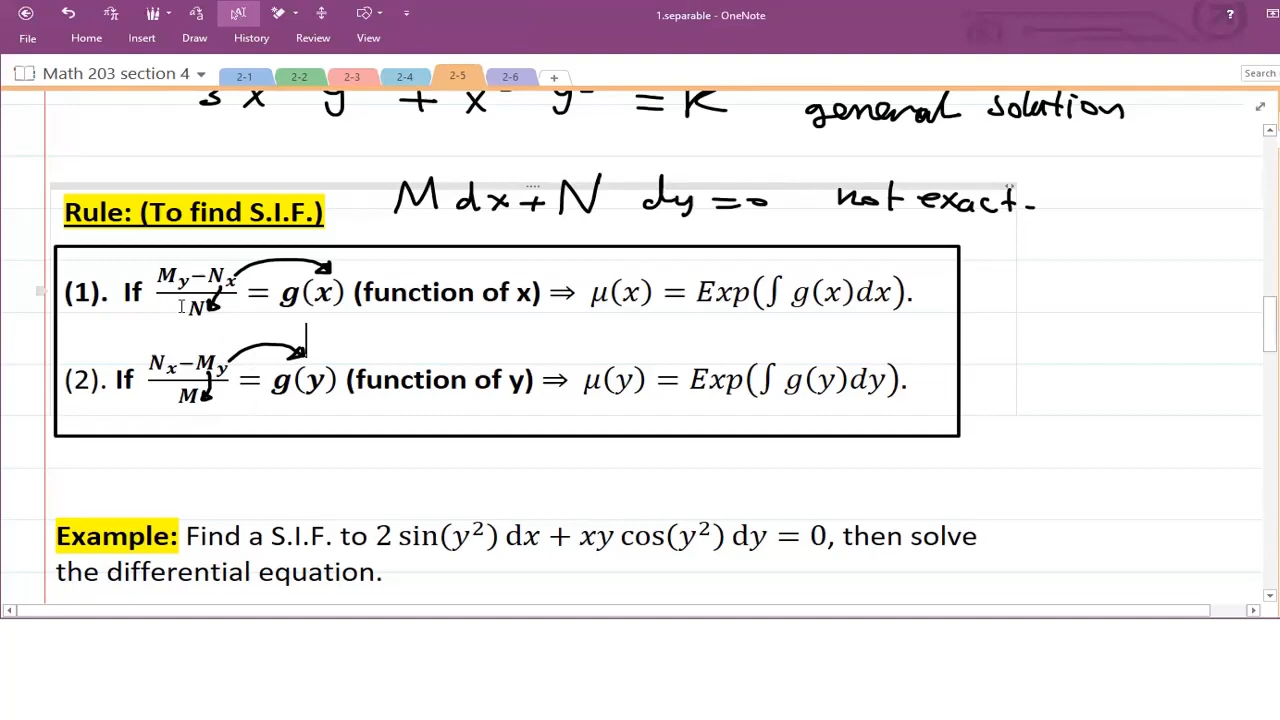 1.separable - OneNote
?
File Home Insert Draw History Review View
Math 203 section 4 2-1 2-2 2-3 2-4 2-5 2-6 + Search
= K general solution
Rule: (To find S.I.F.) M dx + N dy = 0 not exact.
(1). If (M_y − N_x)/N = g(x) (function of x) ⇒ μ(x) = Exp(∫ g(x)dx).
(2). If (N_x − M_y)/M = g(y) (function of y) ⇒ μ(y) = Exp(∫ g(y)dy).
Example: Find a S.I.F. to 2 sin(y²) dx + xy cos(y²) dy = 0, then solve
the differential equation.